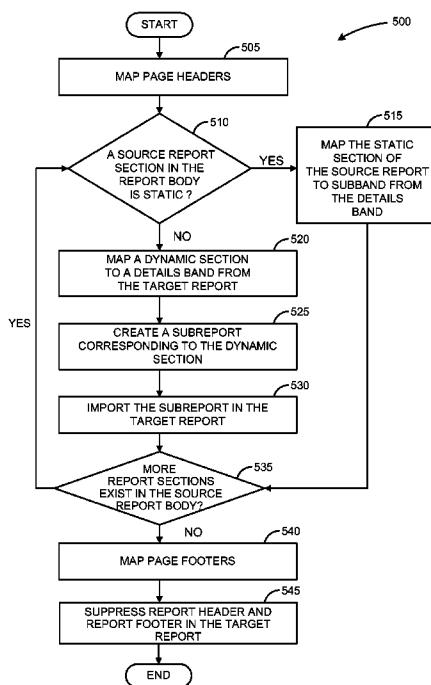 START
500
505
MAP PAGE HEADERS
510
A SOURCE REPORT
SECTION IN THE
REPORT BODY
IS STATIC ?
YES
515
MAP THE STATIC
SECTION OF
THE SOURCE REPORT
TO SUBBAND FROM
THE DETAILS
BAND
NO
520
MAP A DYNAMIC SECTION
TO A DETAILS BAND FROM
THE TARGET REPORT
YES
525
CREATE A SUBREPORT
CORRESPONDING TO THE DYNAMIC
SECTION
530
IMPORT THE SUBREPORT IN THE
TARGET REPORT
535
MORE
REPORT SECTIONS
EXIST IN THE SOURCE
REPORT BODY?
NO
540
MAP PAGE FOOTERS
545
SUPPRESS REPORT HEADER AND
REPORT FOOTER IN THE TARGET
REPORT
END